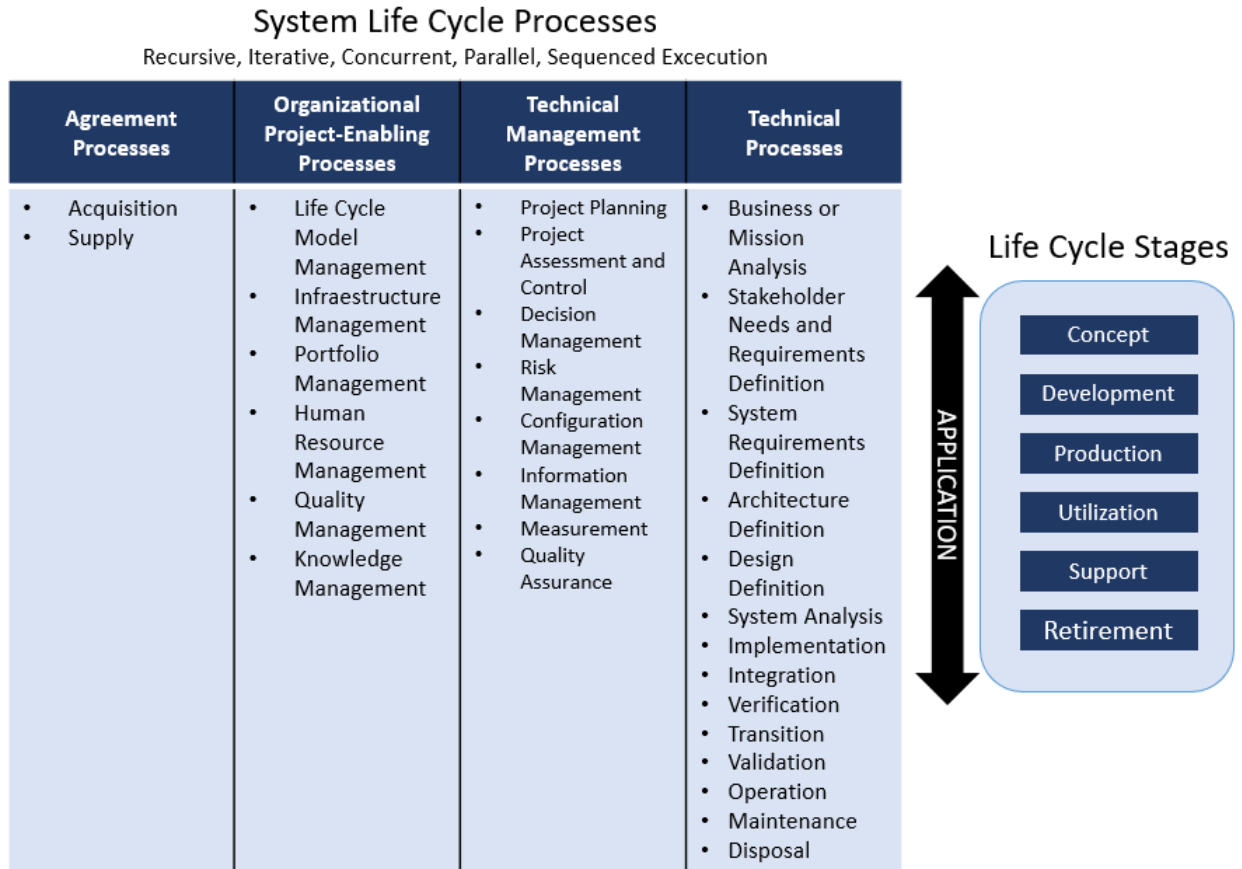 System Life Cycle Processes
Recursive, Iterative, Concurrent, Parallel, Sequenced Excecution
Agreement
Processes
Organizational
Project-Enabling
Processes
Technical
Management
Processes
Technical
Processes
• Acquisition
• Supply
• Life Cycle
Model
Management
• Infraestructure
Management
• Portfolio
Management
• Human
Resource
Management
• Quality
Management
• Knowledge
Management
• Project Planning
• Project
Assessment and
Control
• Decision
Management
• Risk
Management
• Configuration
Management
• Information
Management
• Measurement
• Quality
Assurance
• Business or
Mission
Analysis
• Stakeholder
Needs and
Requirements
Definition
• System
Requirements
Definition
• Architecture
Definition
• Design
Definition
• System Analysis
• Implementation
• Integration
• Verification
• Transition
• Validation
• Operation
• Maintenance
• Disposal
APPLICATION
Life Cycle Stages
Concept
Development
Production
Utilization
Support
Retirement